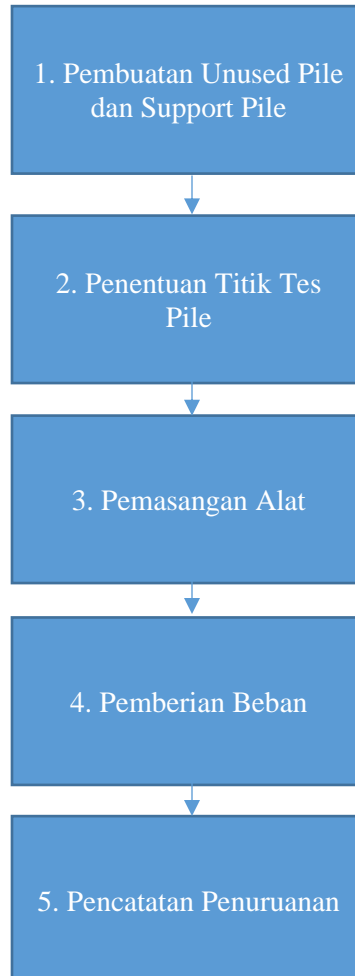 1. Pembuatan Unused Pile
dan Support Pile
2. Penentuan Titik Tes
Pile
3. Pemasangan Alat
4. Pemberian Beban
5. Pencatatan Penuruanan